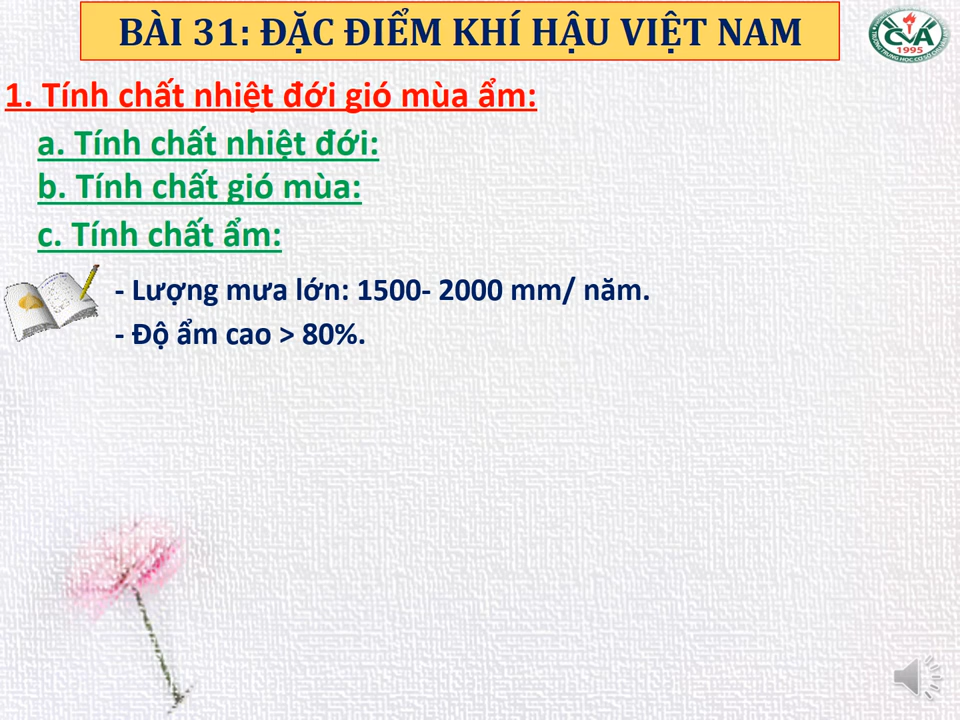 BÀI 31: ĐẶC ĐIỂM KHÍ HẬU VIỆT NAM
CVA
1995
1. Tính chất nhiệt đới gió mùa ẩm:
a. Tính chất nhiệt đới:
b. Tính chất gió mùa:
c. Tính chất ẩm:
- Lượng mưa lớn: 1500- 2000 mm/ năm.
- Độ ẩm cao > 80%.